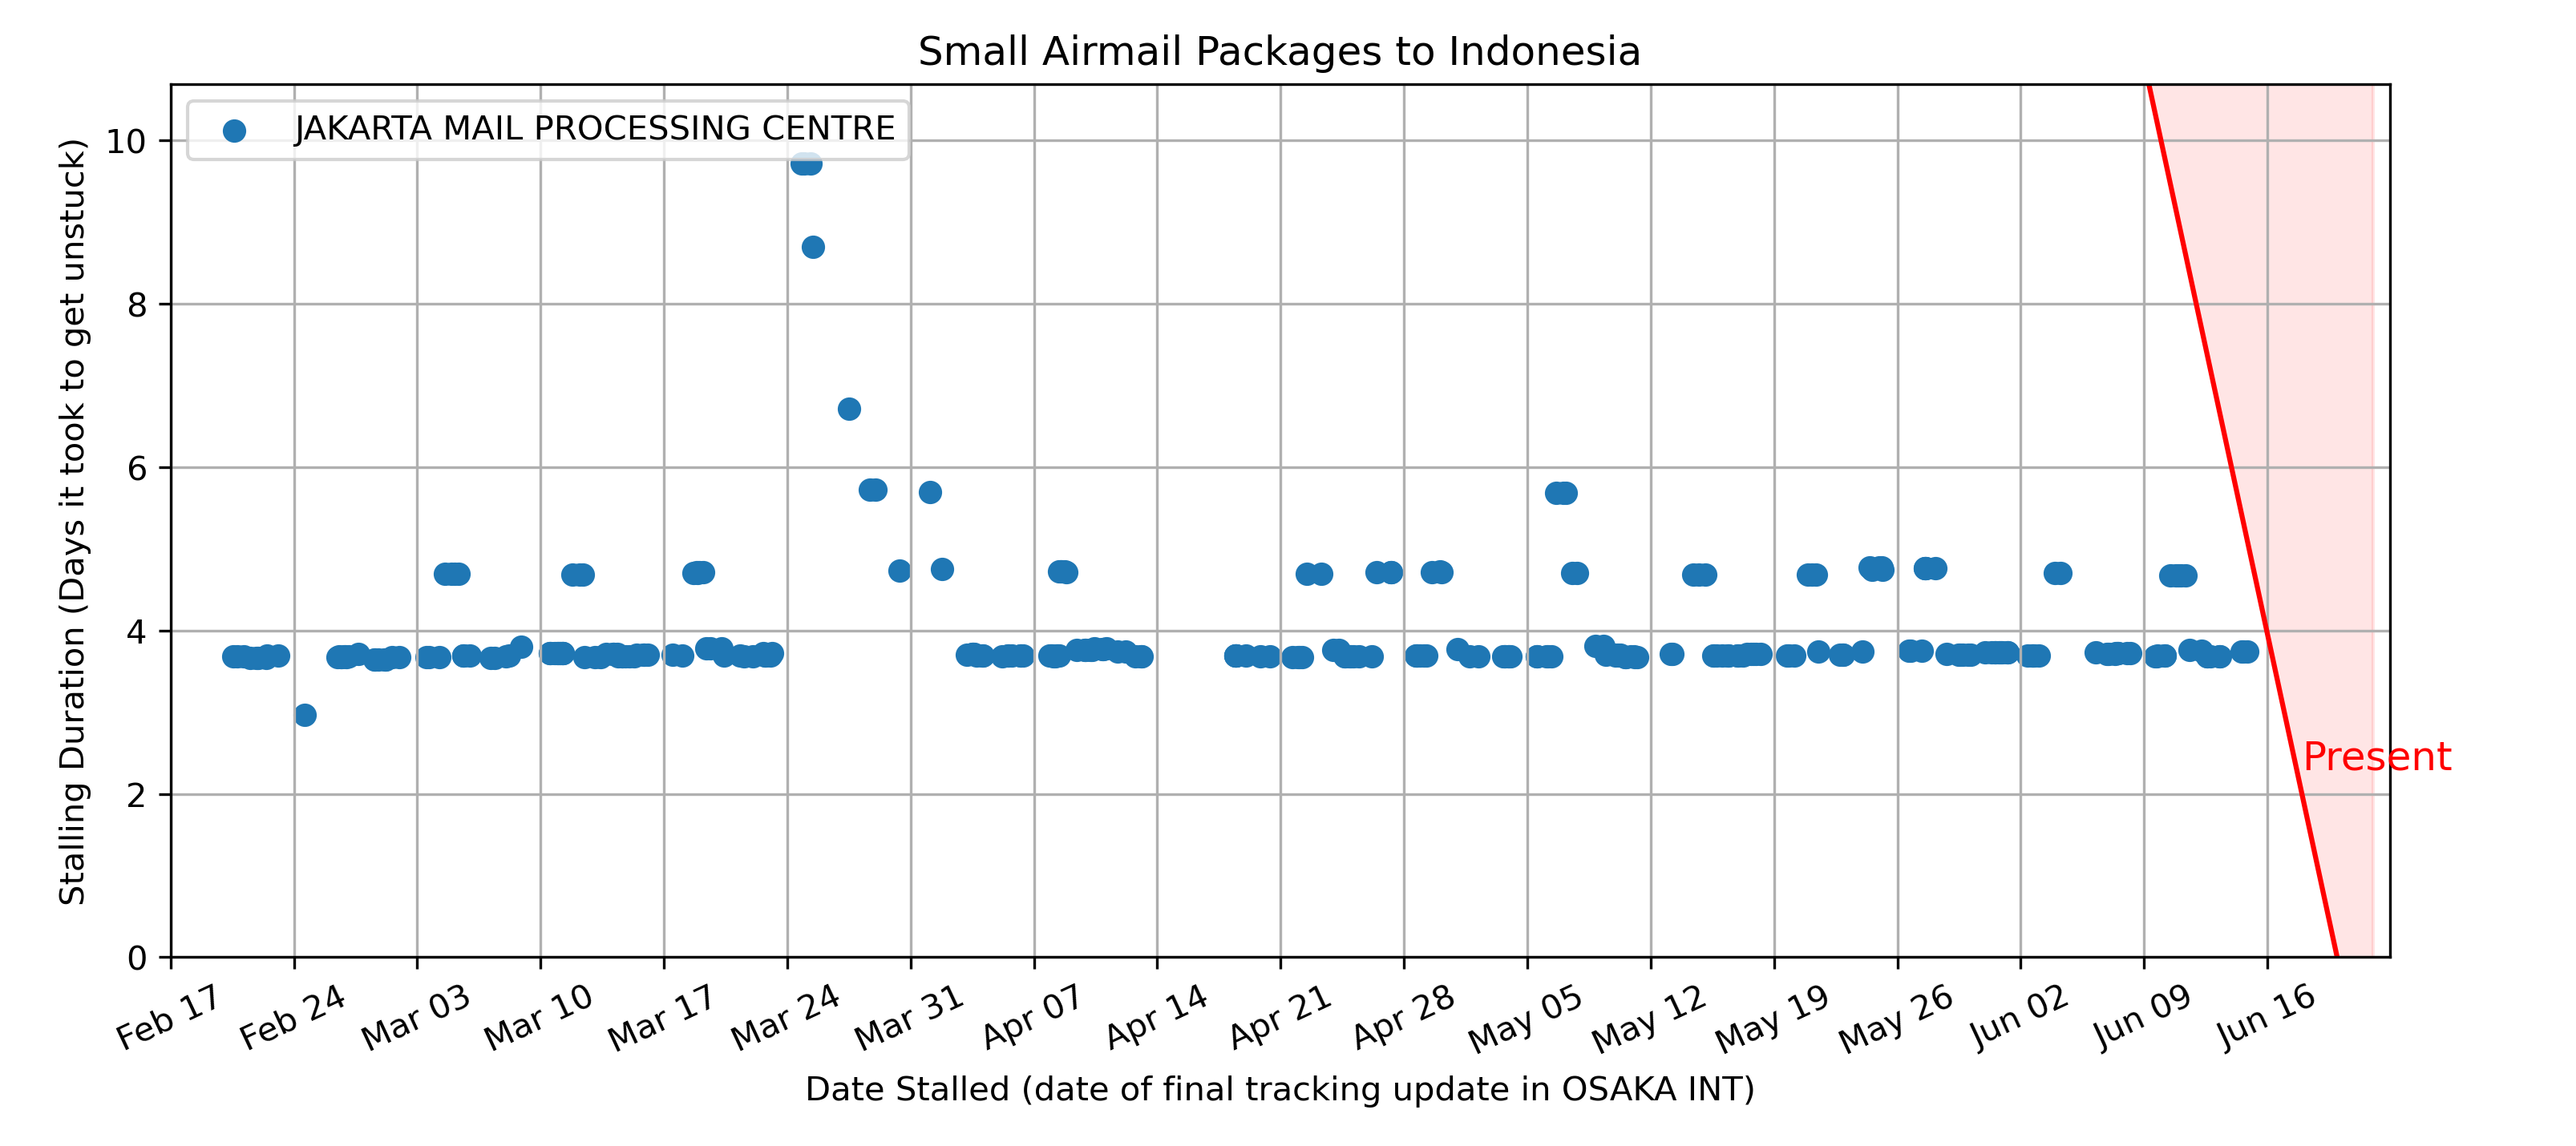 Small Airmail Packages to Indonesia
JAKARTA MAIL PROCESSING CENTRE
Stalling Duration (Days it took to get unstuck)
10
8
6
4
2
0
Present
Feb 17
Feb 24
Mar 03
Mar 10
Mar 17
Mar 24
Mar 31
Apr 07
Apr 14
Apr 21
Apr 28
May 05
May 12
May 19
May 26
Jun 02
Jun 09
Jun 16
Date Stalled (date of final tracking update in OSAKA INT)